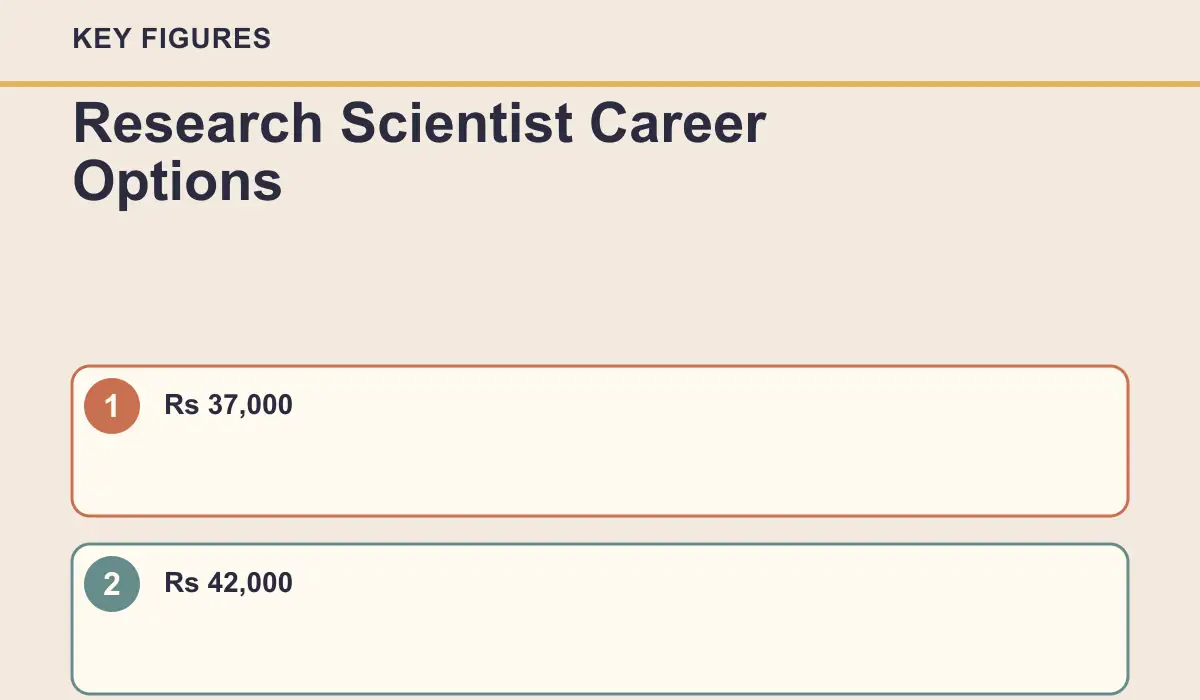 KEY FIGURES
Research Scientist Career
Options
1
Rs 37,000
2
Rs 42,000